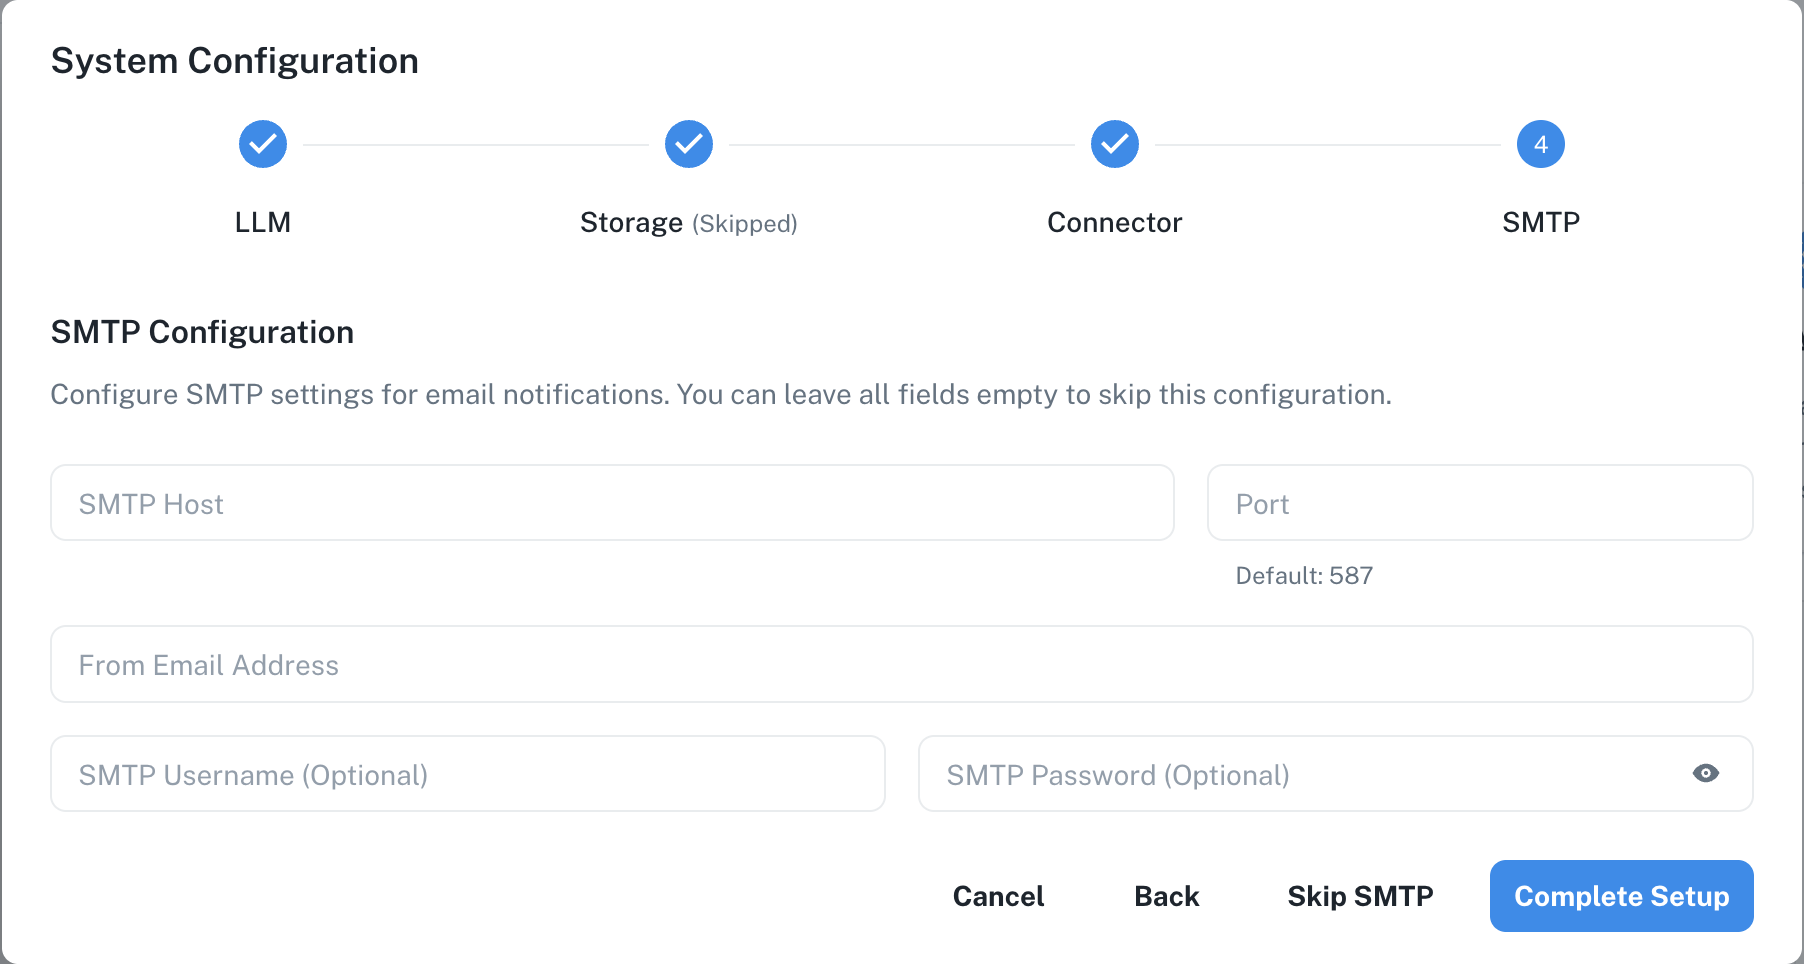 System Configuration
4
LLM
Storage (Skipped)
Connector
SMTP
SMTP Configuration
Configure SMTP settings for email notifications. You can leave all fields empty to skip this configuration.
SMTP Host
Port
Default: 587
From Email Address
SMTP Username (Optional)
SMTP Password (Optional)
Cancel
Back
Skip SMTP
Complete Setup